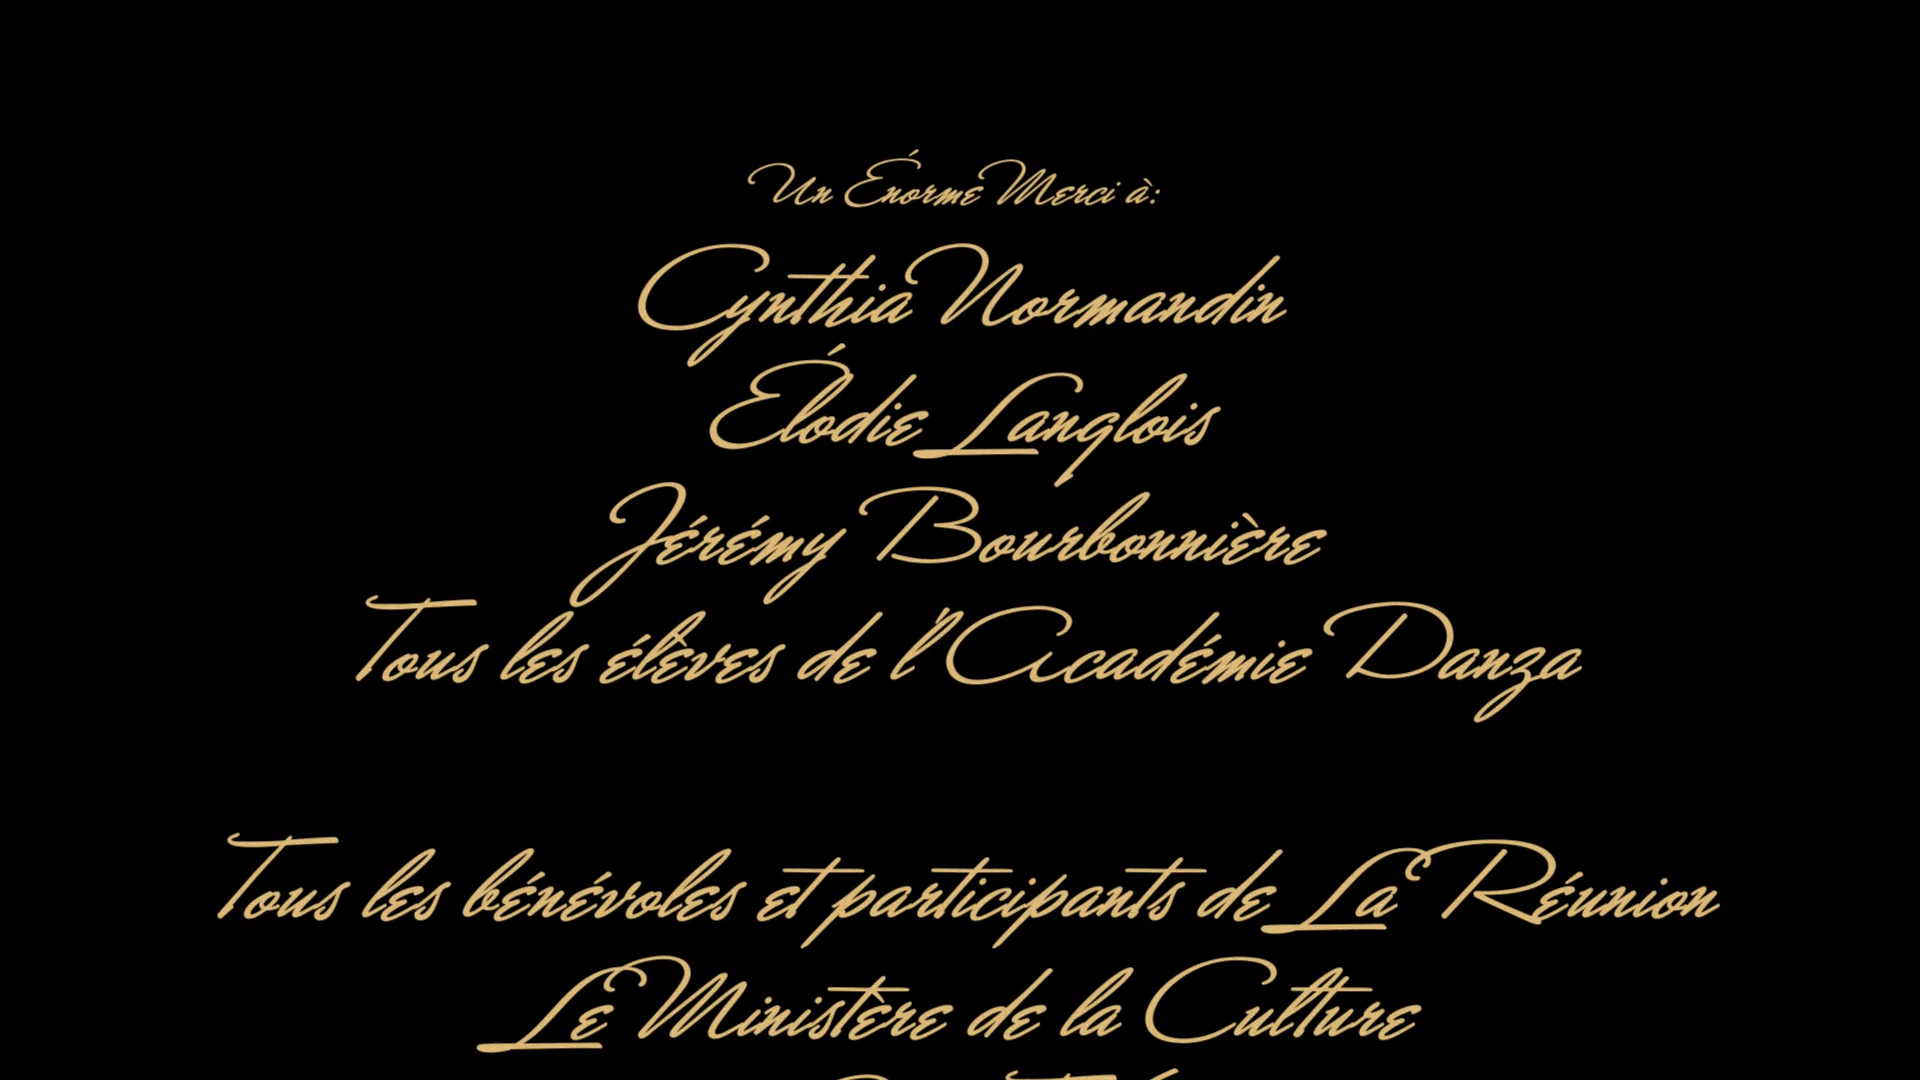 Un Énorme Merci à:
Cynthia Normandin
Élodie Langlois
Jérémy Bourbonnière
Tous les élèves de l'Académie Danza
Tous les bénévoles et participants de La Réunion
Le Ministère de la Culture